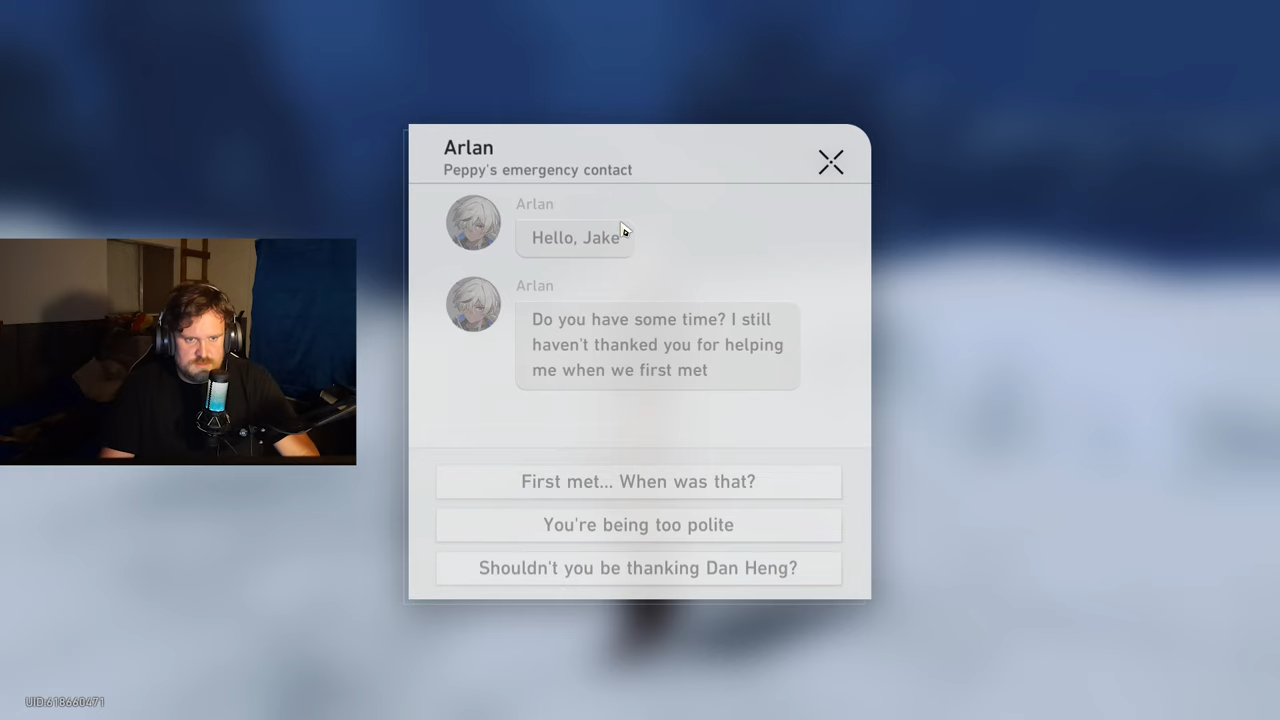 Arlan
Peppy's emergency contact
Arlan
Hello, Jake
Arlan
Do you have some time? I still
haven't thanked you for helping
me when we first met
First met... When was that?
You're being too polite
Shouldn't you be thanking Dan Heng?
UID:618660471